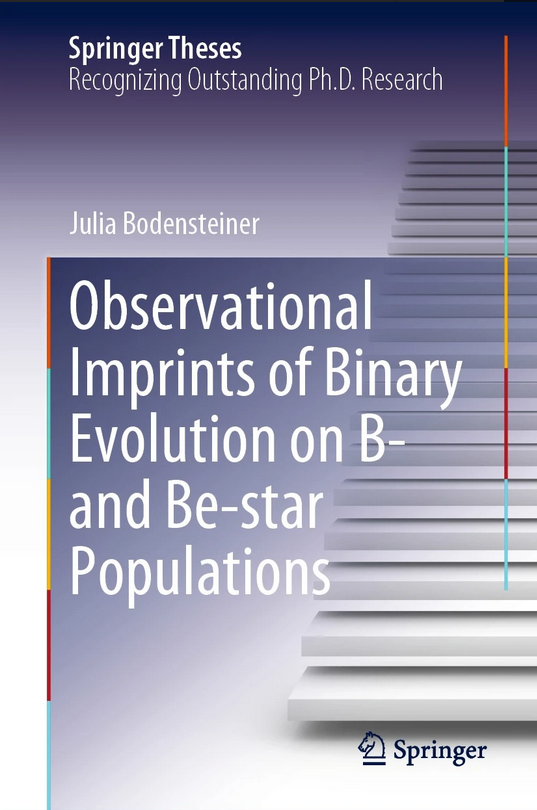 Springer Theses
Recognizing Outstanding Ph.D. Research
Julia Bodensteiner
Observational
Imprints of Binary
Evolution on B-
and Be-star
Populations
Springer